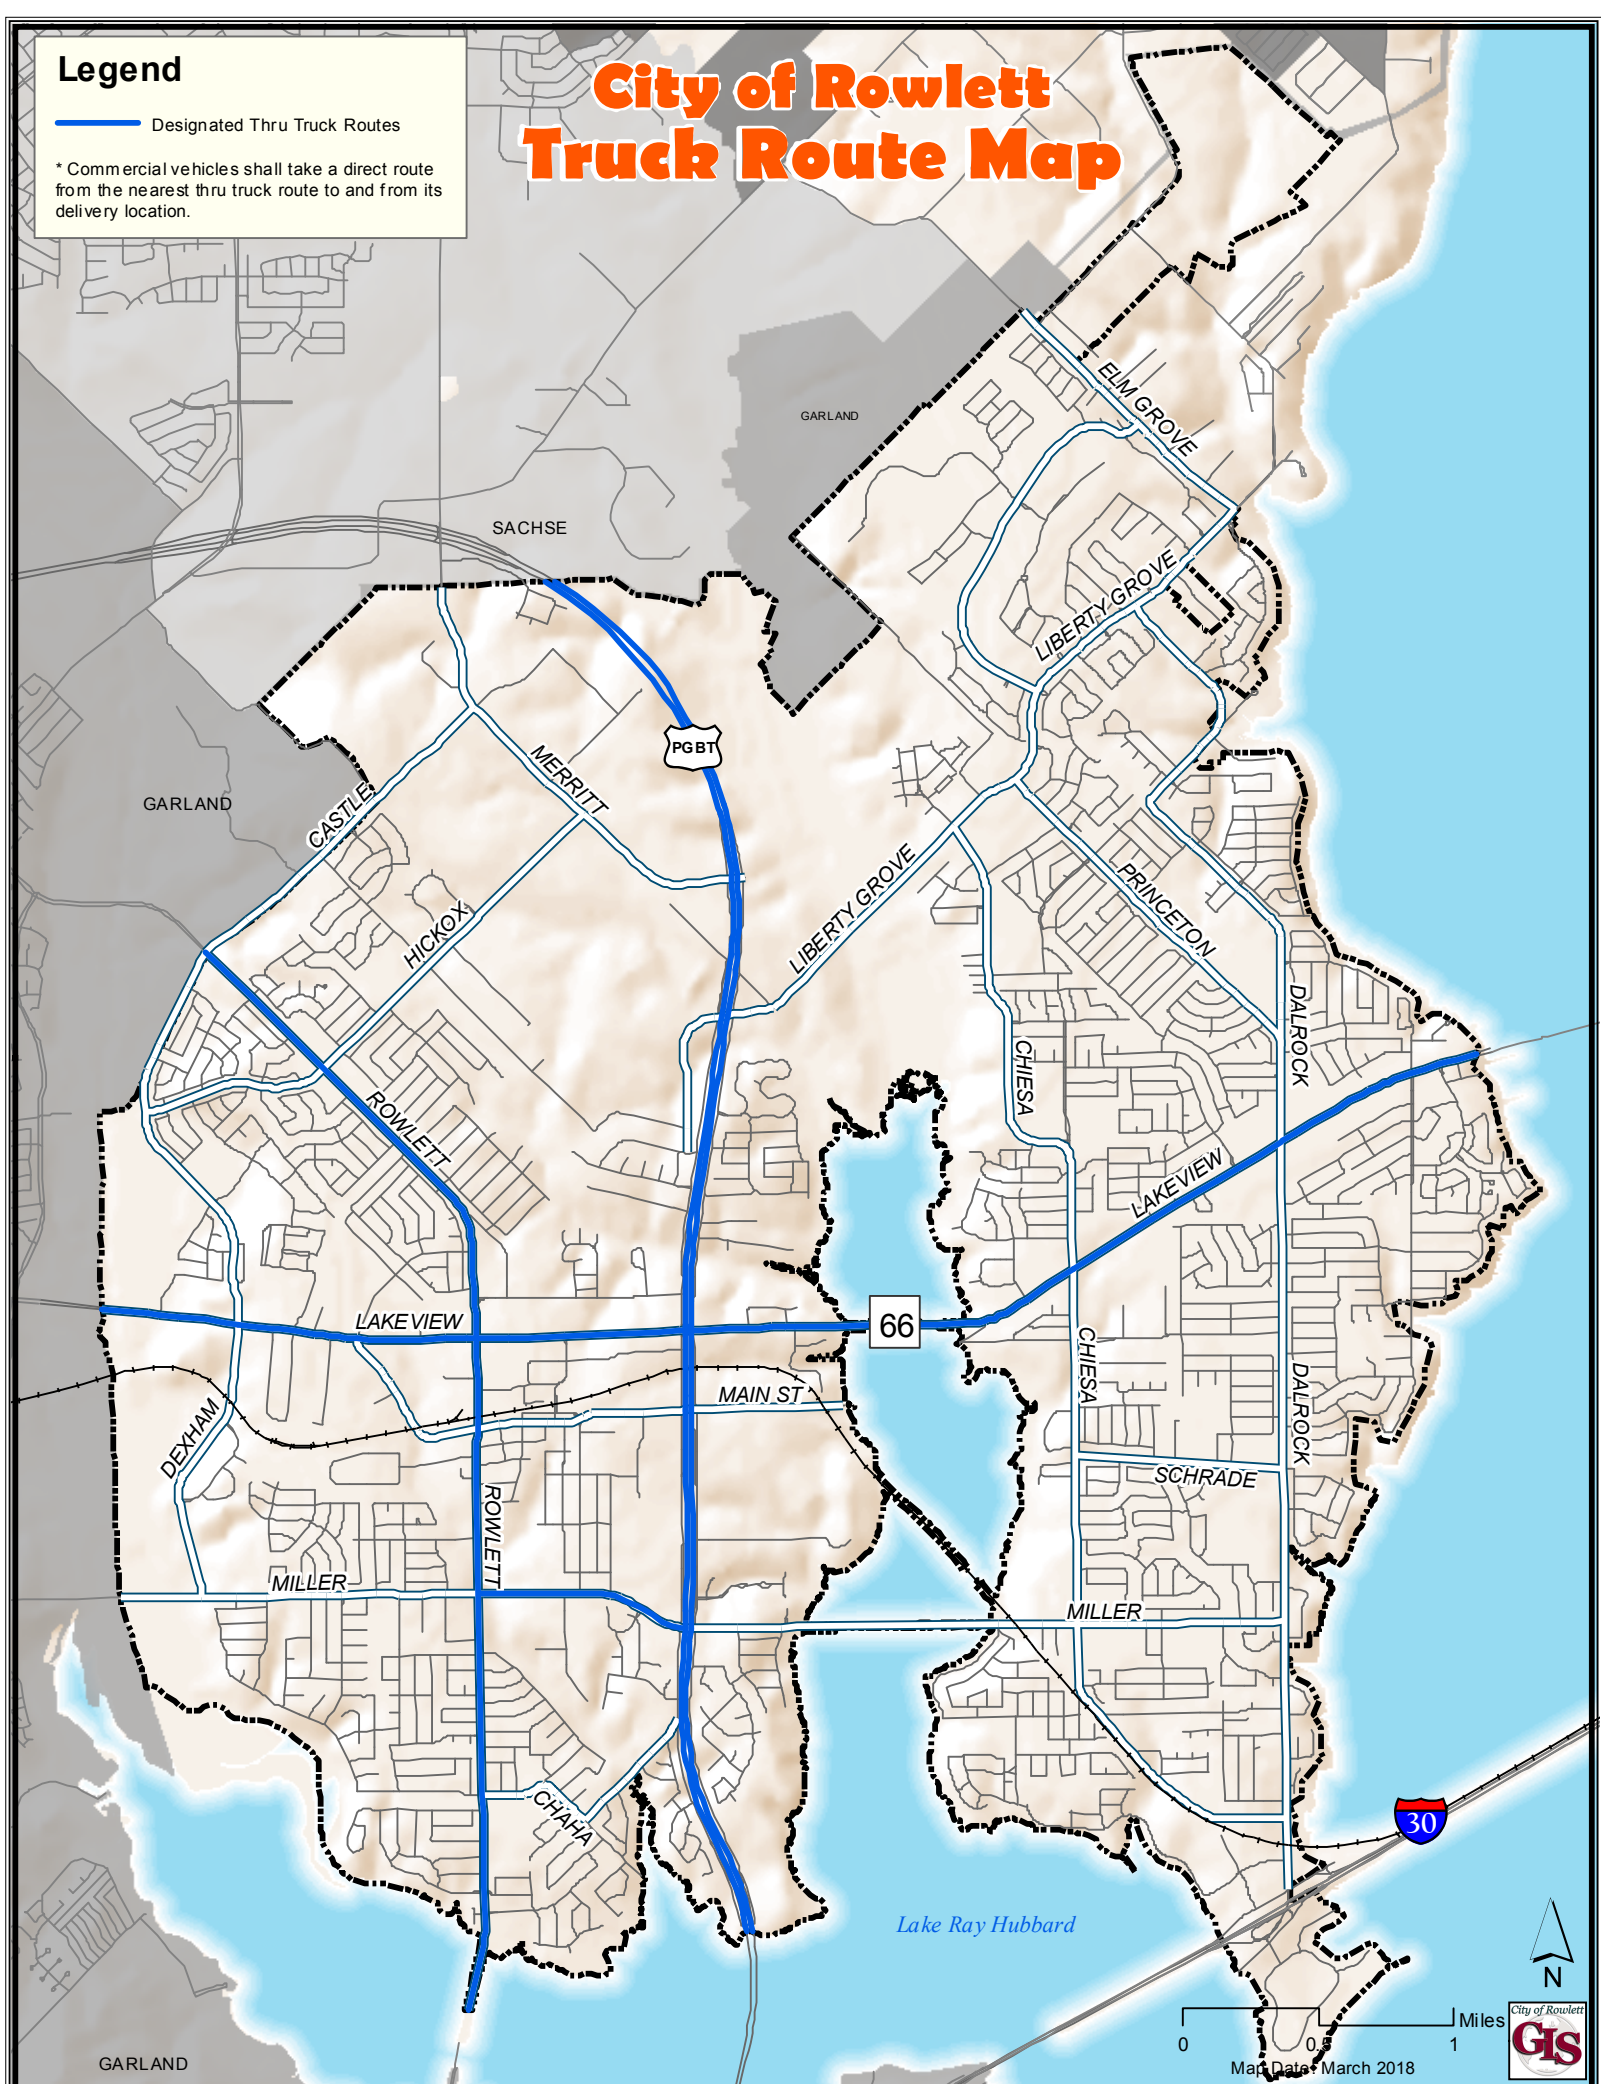 Legend
Designated Thru Truck Routes
* Commercial vehicles shall take a direct route
from the nearest thru truck route to and from its
delivery location.
City of Rowlett
Truck Route Map
GARLAND
ELM GROVE
SACHSE
LIBERTY GROVE
PGBT
MERRITT
GARLAND
CASTLE
LIBERTY GROVE
PRINCETON
HICKOX
DALROCK
CHIESA
ROWLETT
LAKEVIEW
LAKEVIEW
66
CHIESA
MAIN ST
DALROCK
DEXHAM
SCHRADE
ROWLETT
MILLER
MILLER
CHAHA
30
Lake Ray Hubbard
N
Miles
0
0.5
1
Map Date: March 2018
City of Rowlett
GIS
GARLAND